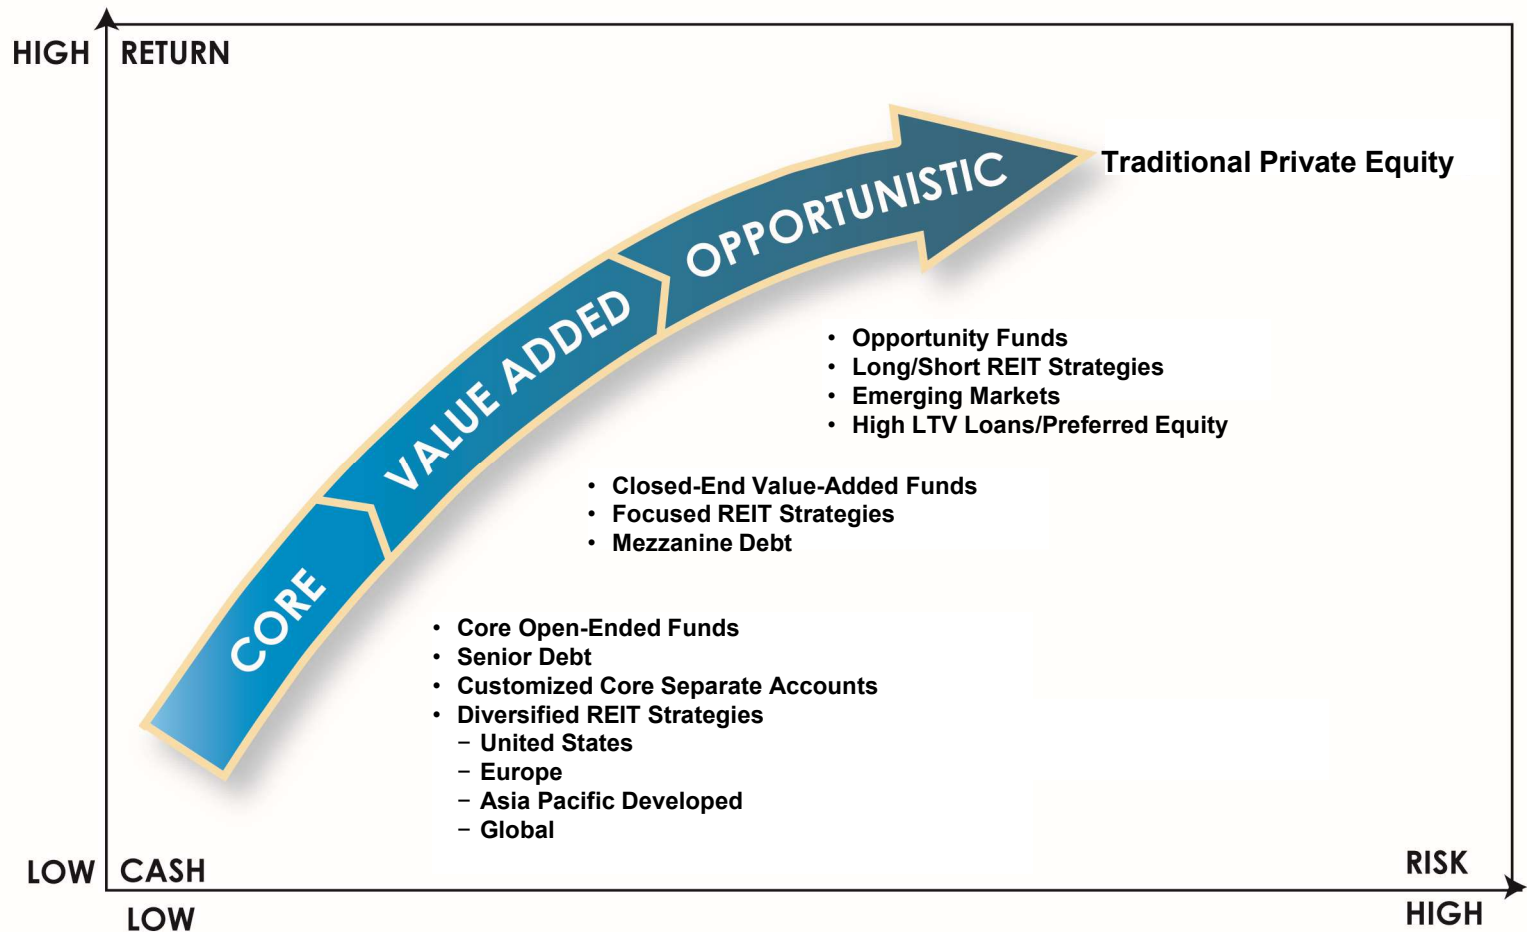 HIGH
RETURN
Traditional Private Equity
OPPORTUNISTIC
VALUE ADDED
CORE
• Opportunity Funds
• Long/Short REIT Strategies
• Emerging Markets
• High LTV Loans/Preferred Equity
• Closed-End Value-Added Funds
• Focused REIT Strategies
• Mezzanine Debt
• Core Open-Ended Funds
• Senior Debt
• Customized Core Separate Accounts
• Diversified REIT Strategies
− United States
− Europe
− Asia Pacific Developed
− Global
LOW
CASH
RISK
LOW
HIGH